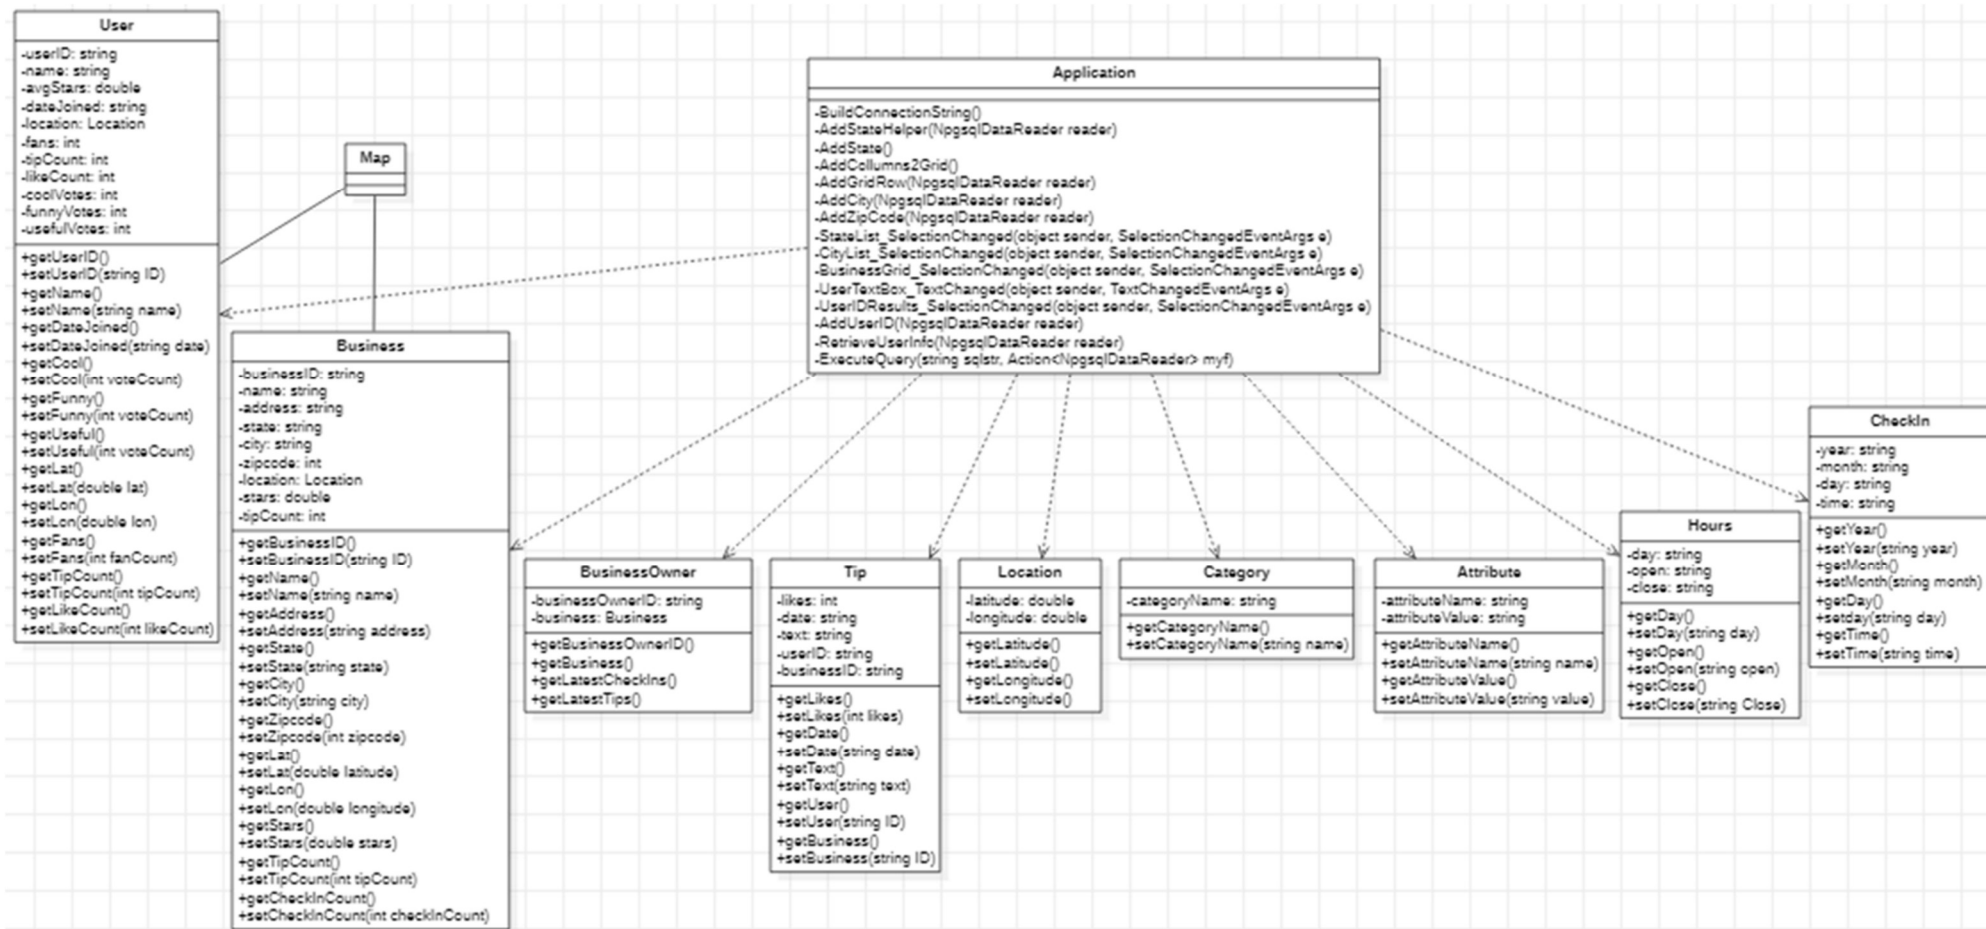 User
-userID: string
-name: string
-avgStars: double
-dateJoined: string
-location: Location
-fans: int
-tipCount: int
-likeCount: int
-coolVotes: int
-funnyVotes: int
-usefulVotes: int
+getUserID()
+setUserID(string ID)
+getName()
+setName(string name)
+getDateJoined()
+setDateJoined(string date)
+getCool()
+setCool(int voteCount)
+getFunny()
+setFunny(int voteCount)
+getUseful()
+setUseful(int voteCount)
+getLat()
+setLat(double lat)
+getLon()
+setLon(double lon)
+getFans()
+setFans(int fanCount)
+getTipCount()
+setTipCount(int tipCount)
+getLikeCount()
+setLikeCount(int likeCount)
Map
Business
-businessID: string
-name: string
-address: string
-state: string
-city: string
-zipcode: int
-location: Location
-stars: double
-tipCount: int
+getBusinessID()
+setBusinessID(string ID)
+getName()
+setName(string name)
+getAddress()
+setAddress(string address)
+getState()
+setState(string state)
+getCity()
+setCity(string city)
+getZipcode()
+setZipcode(int zipcode)
+getLat()
+setLat(double latitude)
+getLon()
+setLon(double longitude)
+getStars()
+setStars(double stars)
+getTipCount()
+setTipCount(int tipCount)
+getCheckInCount()
+setCheckInCount(int checkInCount)
Application
-BuildConnectionString()
-AddStateHelper(NpgsqlDataReader reader)
-AddState()
-AddCollumns2Grid()
-AddGridRow(NpgsqlDataReader reader)
-AddCity(NpgsqlDataReader reader)
-AddZipCode(NpgsqlDataReader reader)
-StateList_SelectionChanged(object sender, SelectionChangedEventArgs e)
-CityList_SelectionChanged(object sender, SelectionChangedEventArgs e)
-BusinessGrid_SelectionChanged(object sender, SelectionChangedEventArgs e)
-UserTextBox_TextChanged(object sender, TextChangedEventArgs e)
-UserIDResults_SelectionChanged(object sender, SelectionChangedEventArgs e)
-AddUserID(NpgsqlDataReader reader)
-RetrieveUserInfo(NpgsqlDataReader reader)
-ExecuteQuery(string sqlstr, Action<NpgsqlDataReader> myf)
BusinessOwner
-businessOwnerID: string
-business: Business
+getBusinessOwnerID()
+getBusiness()
+getLatestCheckIns()
+getLatestTips()
Tip
-likes: int
-date: string
-text: string
-userID: string
-businessID: string
+getLikes()
+setLikes(int likes)
+getDate()
+setDate(string date)
+getText()
+setText(string text)
+getUser()
+setUser(string ID)
+getBusiness()
+setBusiness(string ID)
Location
-latitude: double
-longitude: double
+getLatitude()
+setLatitude()
+getLongitude()
+setLongitude()
Category
-categoryName: string
+getCategoryName()
+setCategoryName(string name)
Attribute
-attributeName: string
-attributeValue: string
+getAttributeName()
+setAttributeName(string name)
+getAttributeValue()
+setAttributeValue(string value)
Hours
-day: string
-open: string
-close: string
+getDay()
+setDay(string day)
+getOpen()
+setOpen(string open)
+getClose()
+setClose(string Close)
CheckIn
-year: string
-month: string
-day: string
-time: string
+getYear()
+setYear(string year)
+getMonth()
+setMonth(string month)
+getDay()
+setday(string day)
+getTime()
+setTime(string time)